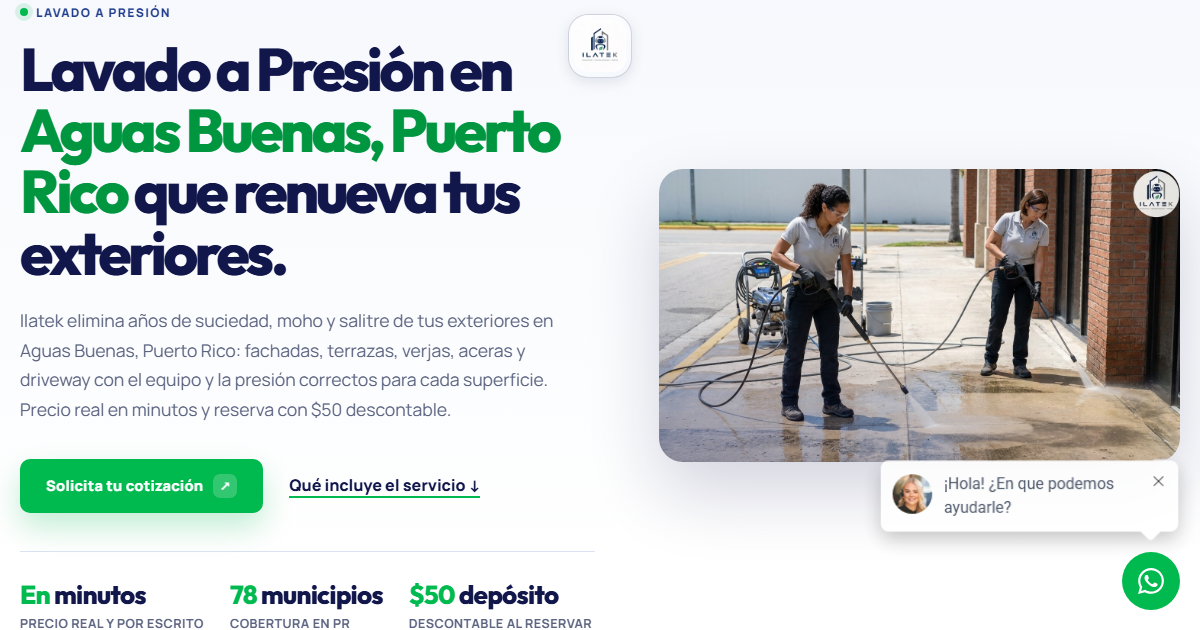 LAVADO A PRESIÓN
ILATEK
Lavado a Presión en
Aguas Buenas, Puerto
Rico que renueva tus
exteriores.
ILATEK
Ilatek elimina años de suciedad, moho y salitre de tus exteriores en
Aguas Buenas, Puerto Rico: fachadas, terrazas, verjas, aceras y
driveway con el equipo y la presión correctos para cada superficie.
Precio real en minutos y reserva con $50 descontable.
Solicita tu cotización ↗
Qué incluye el servicio ↓
¡Hola! ¿En que podemos
ayudarle?
En minutos
PRECIO REAL Y POR ESCRITO
78 municipios
COBERTURA EN PR
$50 depósito
DESCONTABLE AL RESERVAR